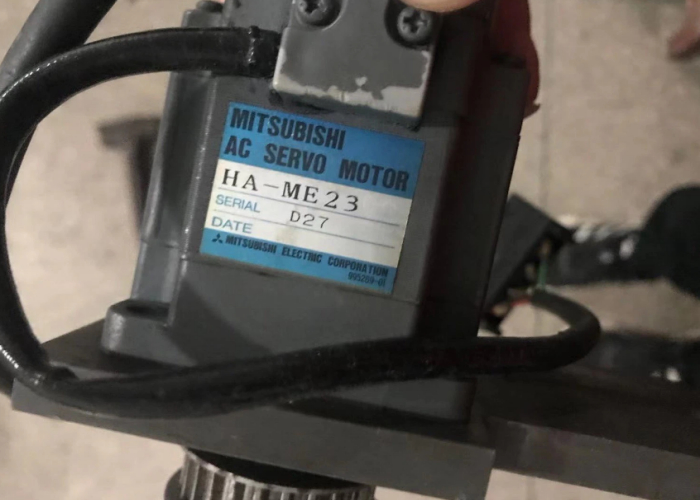 MITSUBISHI
AC SERVO MOTOR
HA-ME23
SERIAL D27
DATE
MITSUBISHI ELECTRIC CORPORATION